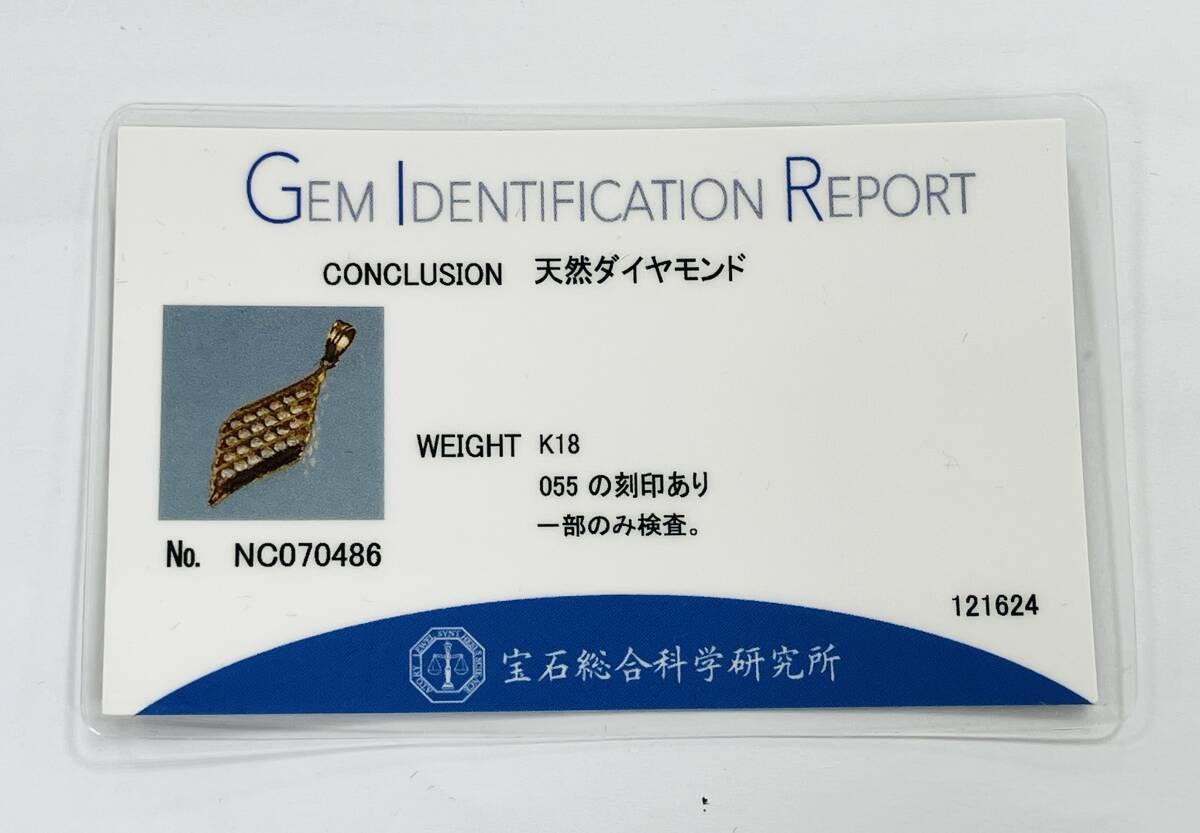 GEM IDENTIFICATION REPORT
CONCLUSION 天然ダイヤモンド
WEIGHT K18
055 の刻印あり
一部のみ検査。
No. NC070486
121624
宝石総合科学研究所